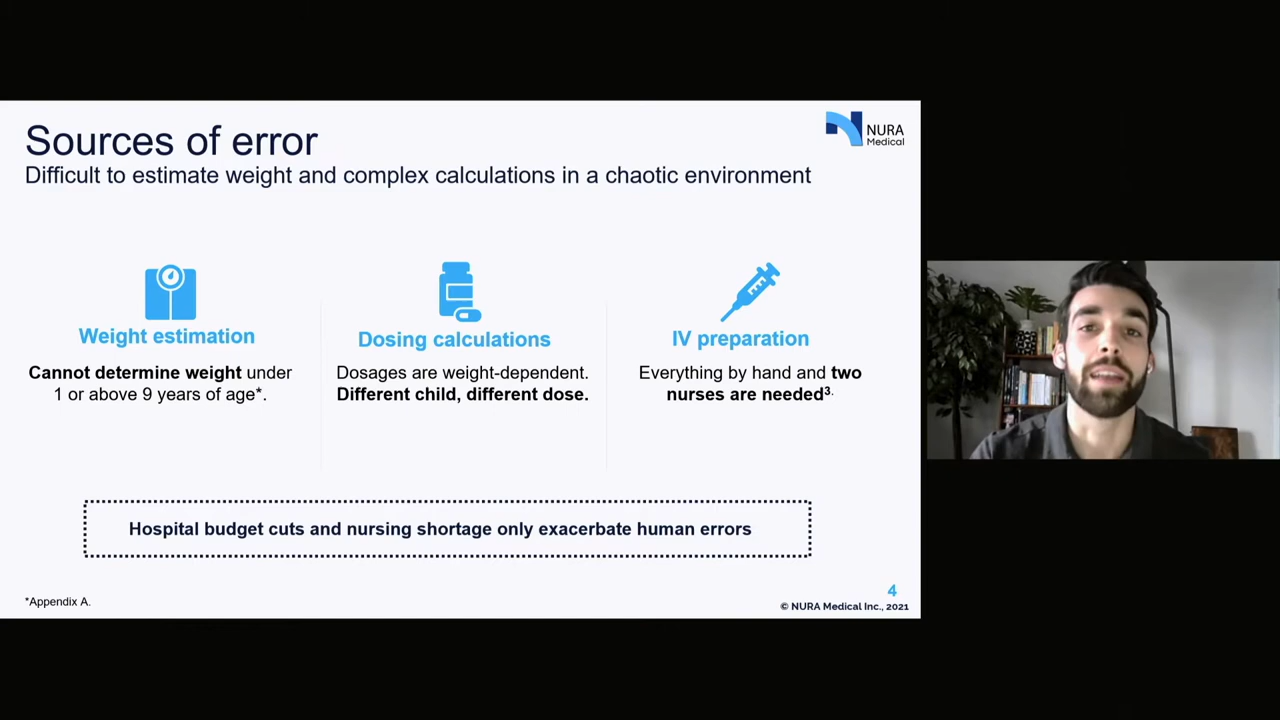 Sources of error
Difficult to estimate weight and complex calculations in a chaotic environment
NURA
Medical
Weight estimation
Cannot determine weight under
1 or above 9 years of age*.
Dosing calculations
Dosages are weight-dependent.
Different child, different dose.
IV preparation
Everything by hand and two
nurses are needed³.
Hospital budget cuts and nursing shortage only exacerbate human errors
*Appendix A.
4
© NURA Medical Inc., 2021